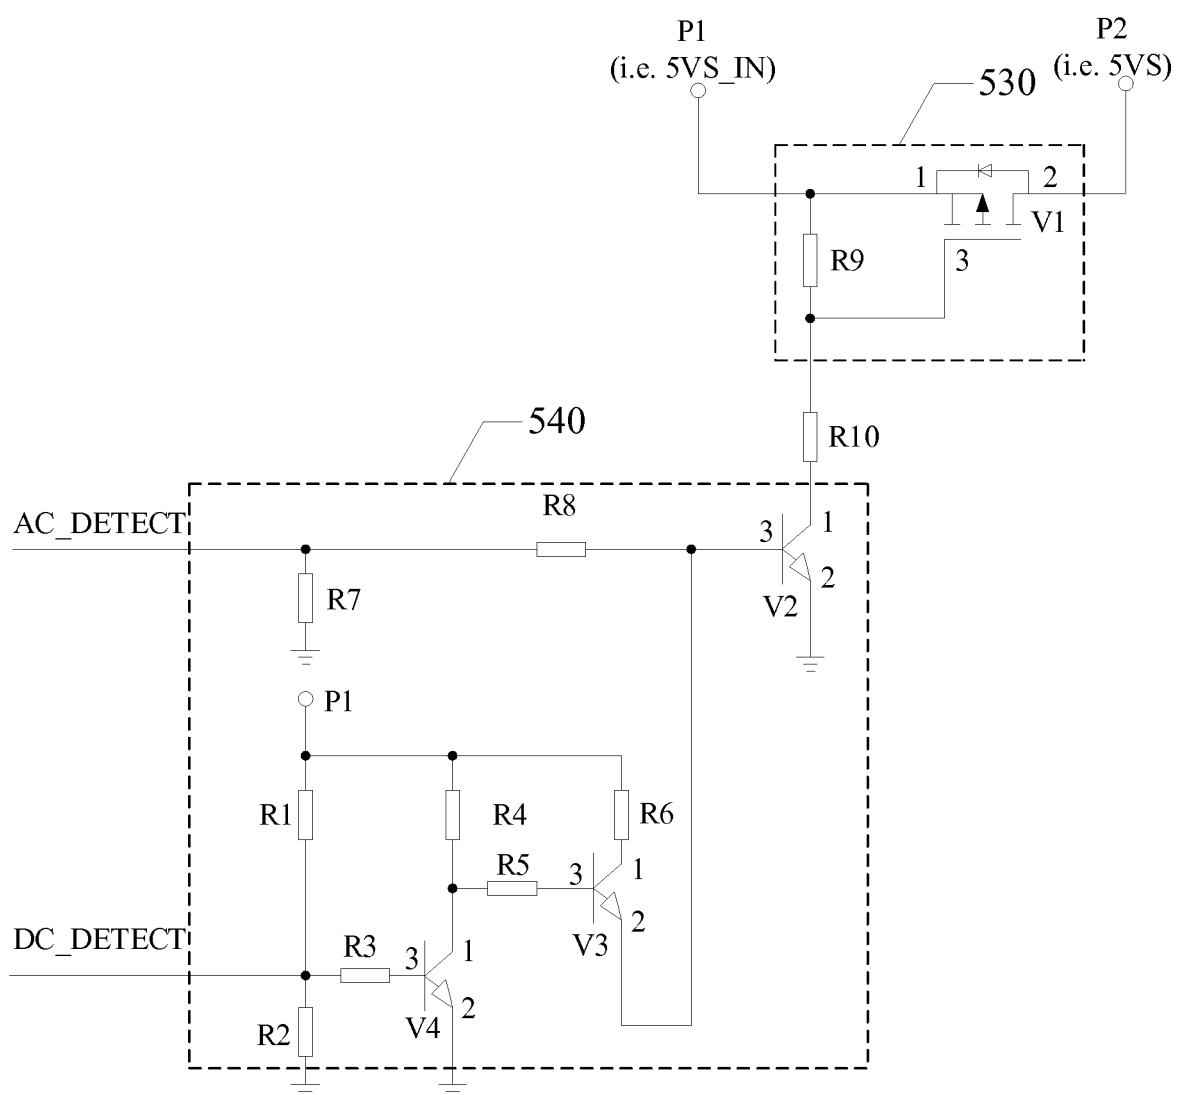 P1
(i.e. 5VS_IN)
P2
(i.e. 5VS)
530
1
2
V1
R9
3
R10
540
R8
AC_DETECT
3
1
2
V2
R7
P1
R1
R4
R6
R5
3
1
2
V3
DC_DETECT
R3
3
1
2
V4
R2